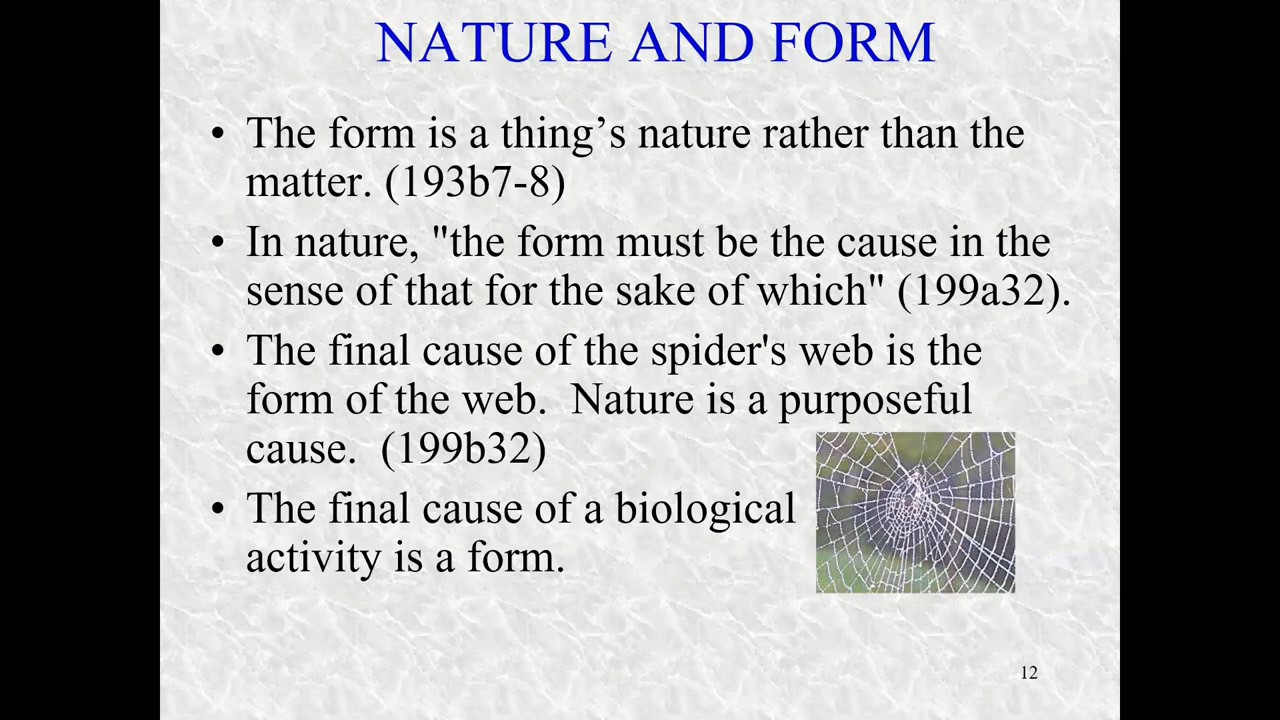 NATURE AND FORM
• The form is a thing’s nature rather than the
matter. (193b7-8)
• In nature, "the form must be the cause in the
sense of that for the sake of which" (199a32).
• The final cause of the spider's web is the
form of the web.  Nature is a purposeful
cause.  (199b32)
• The final cause of a biological
activity is a form.
12